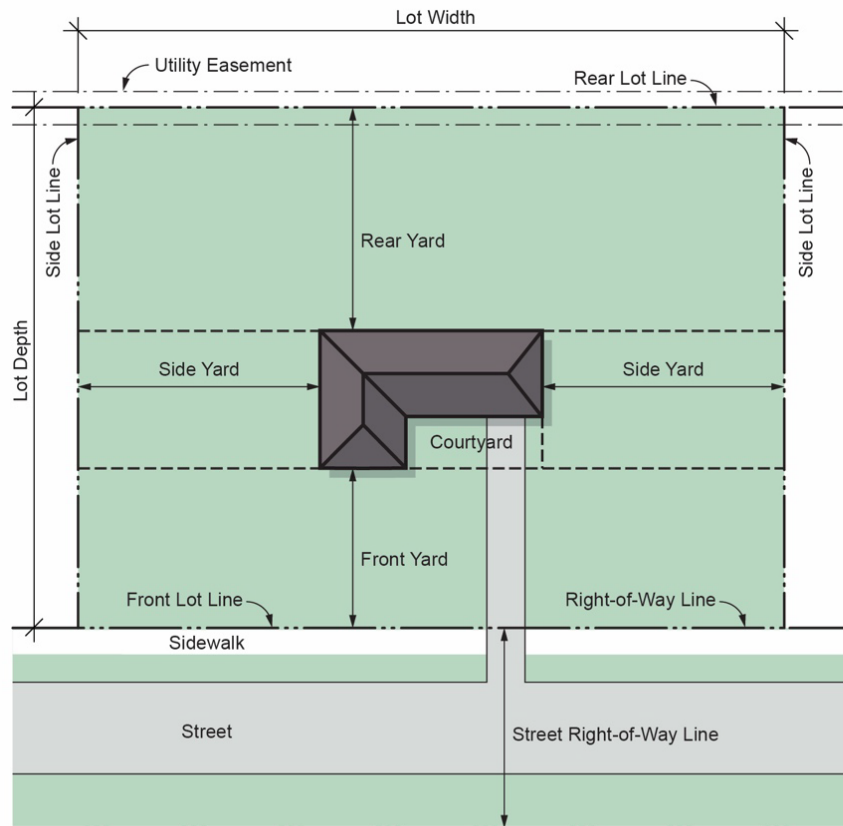 Lot Width
Utility Easement
Rear Lot Line
Side Lot Line
Side Lot Line
Rear Yard
Lot Depth
Side Yard
Side Yard
Courtyard
Front Yard
Front Lot Line
Right-of-Way Line
Sidewalk
Street
Street Right-of-Way Line